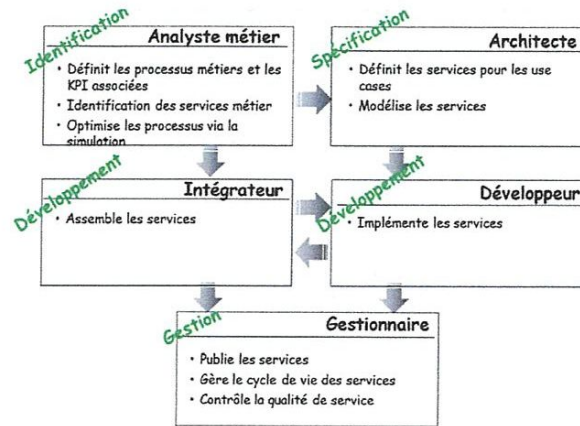 Identification
Analyste métier
• Définit les processus métiers et les
KPI associées
• Identification des services métier
• Optimise les processus via la
simulation
Spécification
Architecte
• Définit les services pour les use
cases
• Modélise les services
Développement
Intégrateur
• Assemble les services
Développement
Développeur
• Implémente les services
Gestion
Gestionnaire
• Publie les services
• Gère le cycle de vie des services
• Contrôle la qualité de service